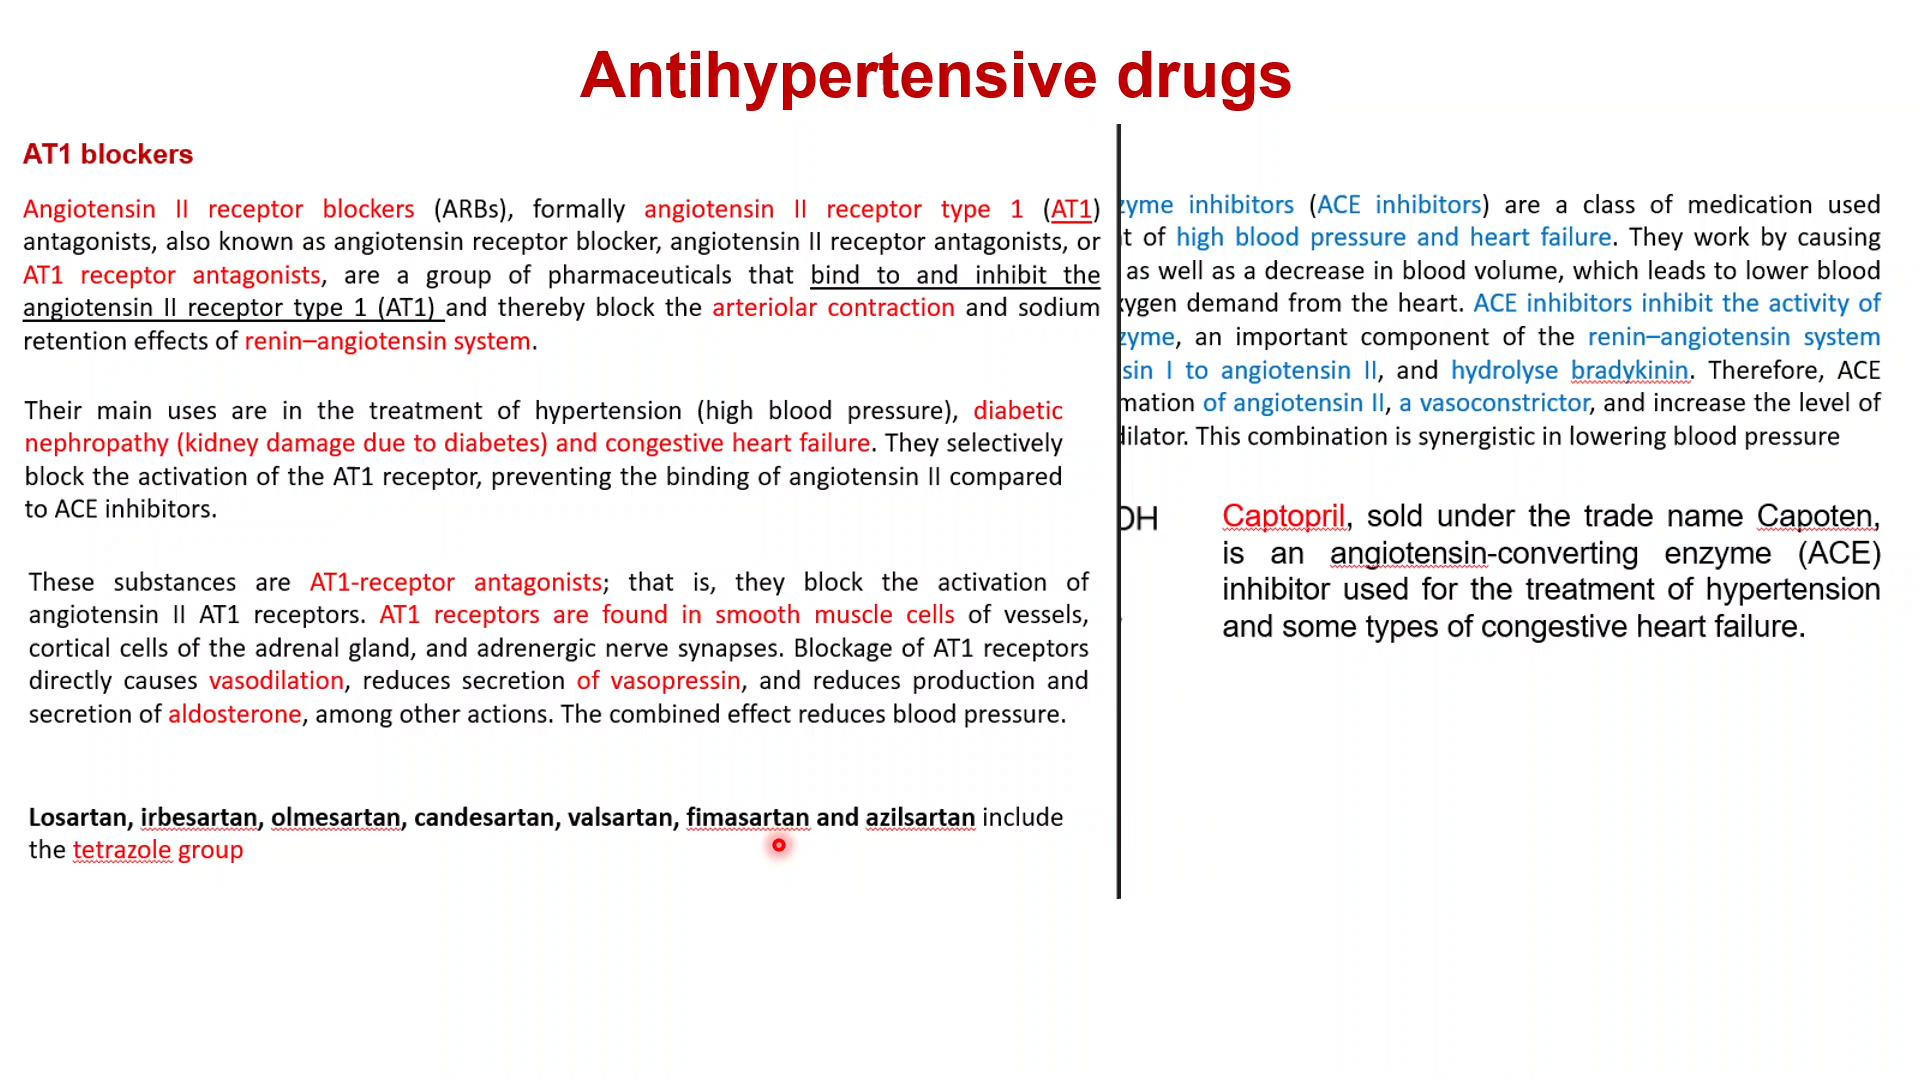 Antihypertensive drugs
AT1 blockers
Angiotensin II receptor blockers (ARBs), formally angiotensin II receptor type 1 (AT1)
antagonists, also known as angiotensin receptor blocker, angiotensin II receptor antagonists, or
AT1 receptor antagonists, are a group of pharmaceuticals that bind to and inhibit the
angiotensin II receptor type 1 (AT1) and thereby block the arteriolar contraction and sodium
retention effects of renin–angiotensin system.
Their main uses are in the treatment of hypertension (high blood pressure), diabetic
nephropathy (kidney damage due to diabetes) and congestive heart failure. They selectively
block the activation of the AT1 receptor, preventing the binding of angiotensin II compared
to ACE inhibitors.
These substances are AT1-receptor antagonists; that is, they block the activation of
angiotensin II AT1 receptors. AT1 receptors are found in smooth muscle cells of vessels,
cortical cells of the adrenal gland, and adrenergic nerve synapses. Blockage of AT1 receptors
directly causes vasodilation, reduces secretion of vasopressin, and reduces production and
secretion of aldosterone, among other actions. The combined effect reduces blood pressure.
Losartan, irbesartan, olmesartan, candesartan, valsartan, fimasartan and azilsartan include
the tetrazole group
zyme inhibitors (ACE inhibitors) are a class of medication used
t of high blood pressure and heart failure. They work by causing
as well as a decrease in blood volume, which leads to lower blood
ygen demand from the heart. ACE inhibitors inhibit the activity of
zyme, an important component of the renin–angiotensin system
sin I to angiotensin II, and hydrolyse bradykinin. Therefore, ACE
mation of angiotensin II, a vasoconstrictor, and increase the level of
dilator. This combination is synergistic in lowering blood pressure
OH
Captopril, sold under the trade name Capoten,
is an angiotensin-converting enzyme (ACE)
inhibitor used for the treatment of hypertension
and some types of congestive heart failure.